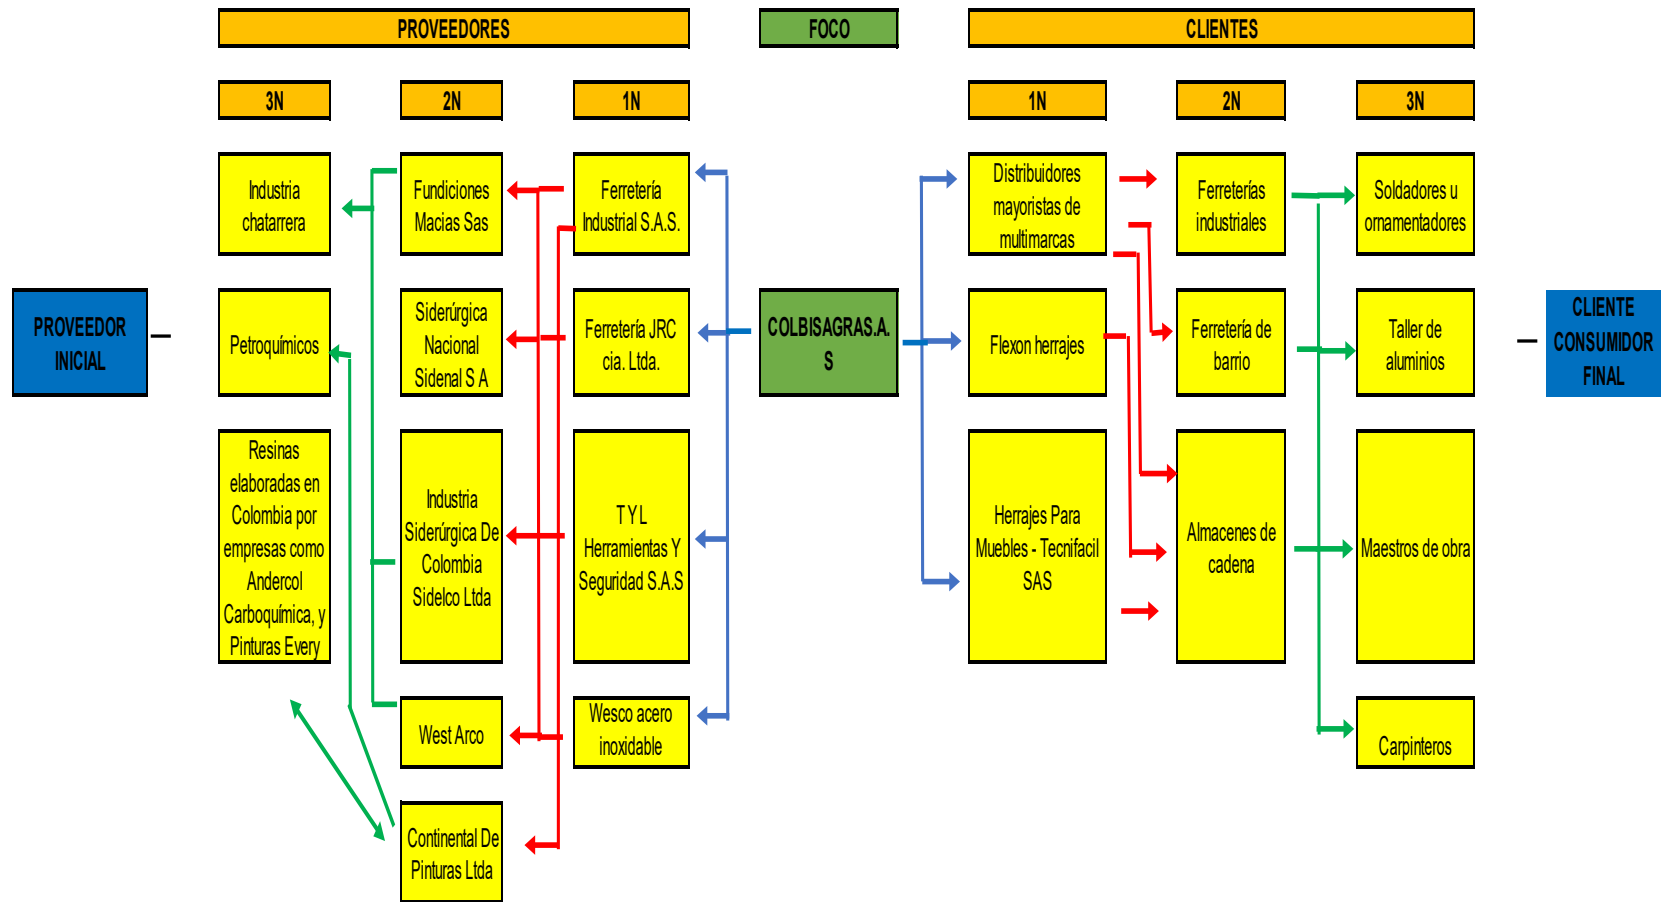 PROVEEDORES
FOCO
CLIENTES
3N
2N
1N
1N
2N
3N
Industria
chatarrera
Fundiciones
Macias Sas
Ferretería
Industrial S.A.S.
Distribuidores
mayoristas de
multimarcas
Ferreterías
industriales
Soldadores u
ornamentadores
PROVEEDOR
INICIAL
Petroquímicos
Siderúrgica
Nacional
Sidenal S A
Ferretería JRC
cia. Ltda.
COLBISAGRAS.A.
S
Flexon herrajes
Ferretería de
barrio
Taller de
aluminios
CLIENTE
CONSUMIDOR
FINAL
Resinas
elaboradas en
Colombia por
empresas como
Andercol
Carboquímica, y
Pinturas Every
Industria
Siderúrgica De
Colombia
Sidelco Ltda
T Y L
Herramientas Y
Seguridad S.A.S
Herrajes Para
Muebles - Tecnifacil
SAS
Almacenes de
cadena
Maestros de obra
West Arco
Wesco acero
inoxidable
Carpinteros
Continental De
Pinturas Ltda